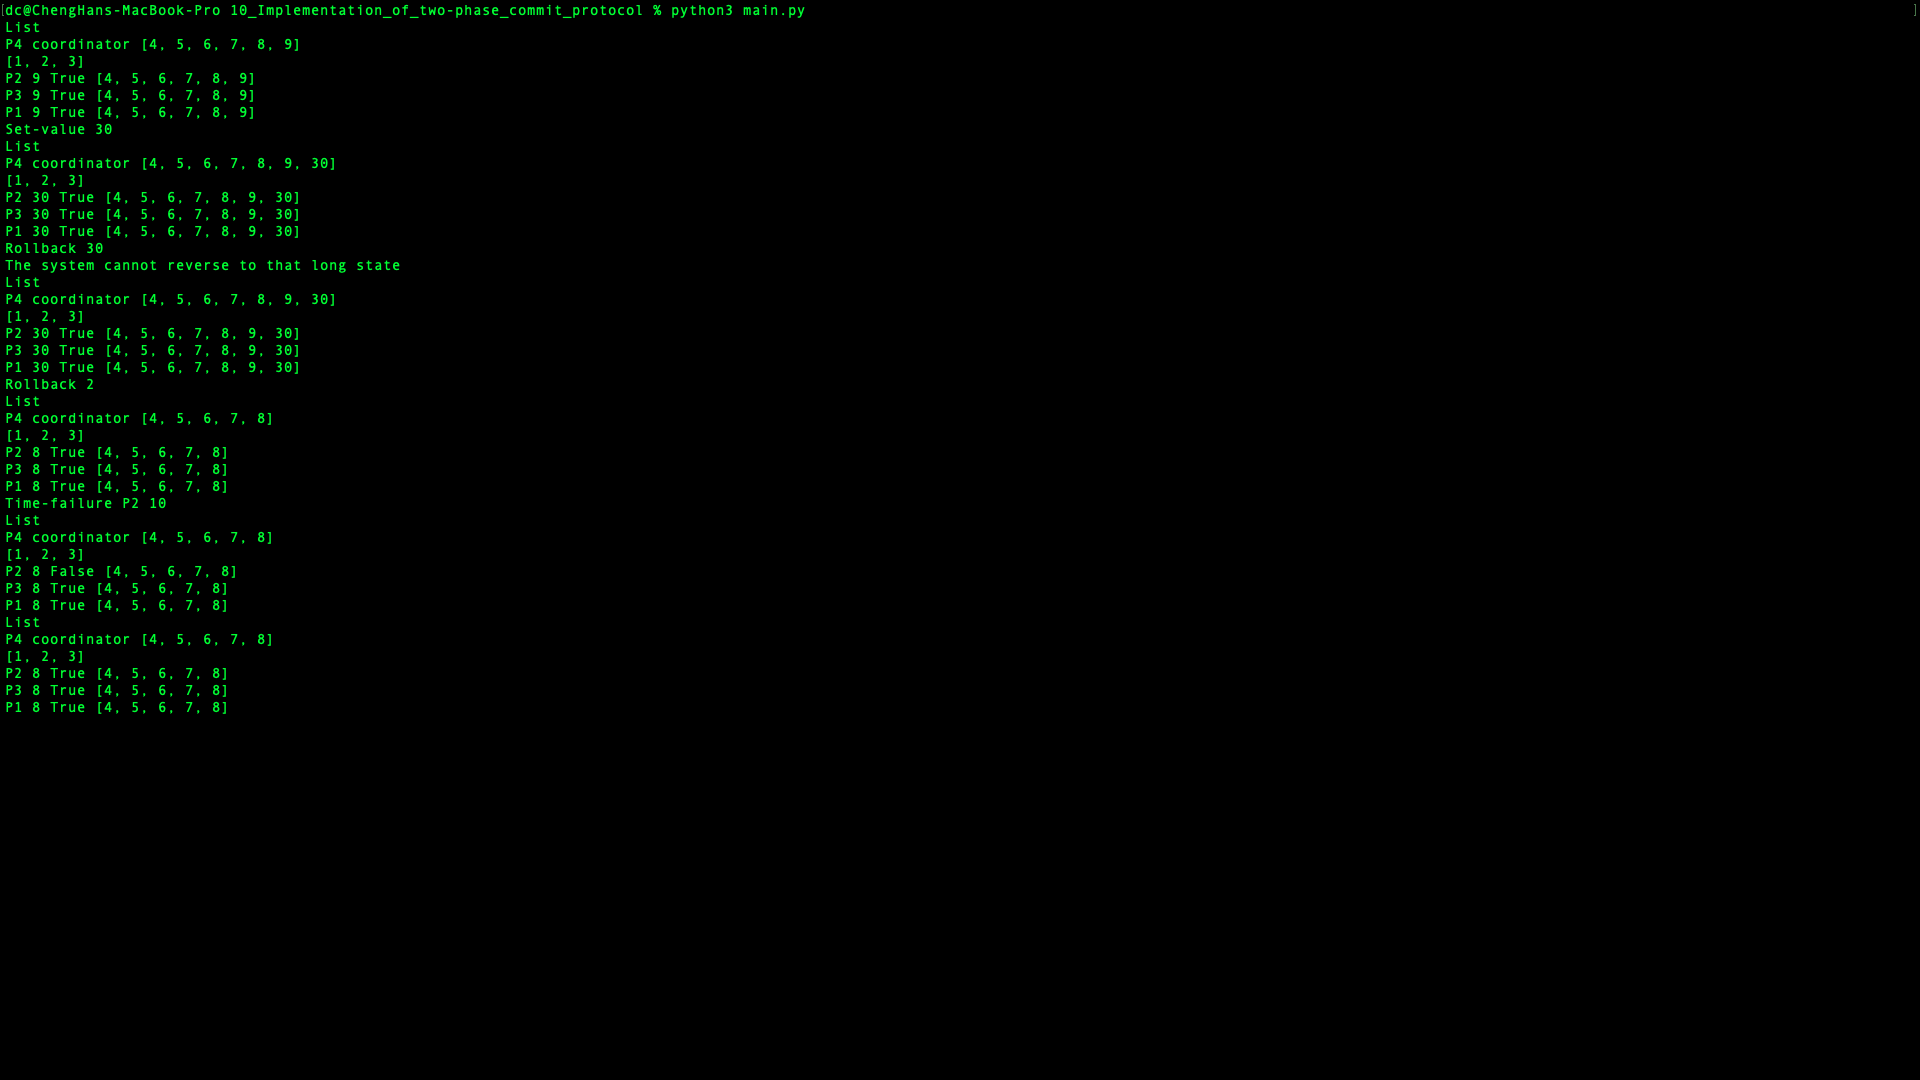 [dc@ChengHans-MacBook-Pro 10_Implementation_of_two-phase_commit_protocol % python3 main.py ]
List
P4 coordinator [4, 5, 6, 7, 8, 9]
[1, 2, 3]
P2 9 True [4, 5, 6, 7, 8, 9]
P3 9 True [4, 5, 6, 7, 8, 9]
P1 9 True [4, 5, 6, 7, 8, 9]
Set-value 30
List
P4 coordinator [4, 5, 6, 7, 8, 9, 30]
[1, 2, 3]
P2 30 True [4, 5, 6, 7, 8, 9, 30]
P3 30 True [4, 5, 6, 7, 8, 9, 30]
P1 30 True [4, 5, 6, 7, 8, 9, 30]
Rollback 30
The system cannot reverse to that long state
List
P4 coordinator [4, 5, 6, 7, 8, 9, 30]
[1, 2, 3]
P2 30 True [4, 5, 6, 7, 8, 9, 30]
P3 30 True [4, 5, 6, 7, 8, 9, 30]
P1 30 True [4, 5, 6, 7, 8, 9, 30]
Rollback 2
List
P4 coordinator [4, 5, 6, 7, 8]
[1, 2, 3]
P2 8 True [4, 5, 6, 7, 8]
P3 8 True [4, 5, 6, 7, 8]
P1 8 True [4, 5, 6, 7, 8]
Time-failure P2 10
List
P4 coordinator [4, 5, 6, 7, 8]
[1, 2, 3]
P2 8 False [4, 5, 6, 7, 8]
P3 8 True [4, 5, 6, 7, 8]
P1 8 True [4, 5, 6, 7, 8]
List
P4 coordinator [4, 5, 6, 7, 8]
[1, 2, 3]
P2 8 True [4, 5, 6, 7, 8]
P3 8 True [4, 5, 6, 7, 8]
P1 8 True [4, 5, 6, 7, 8]